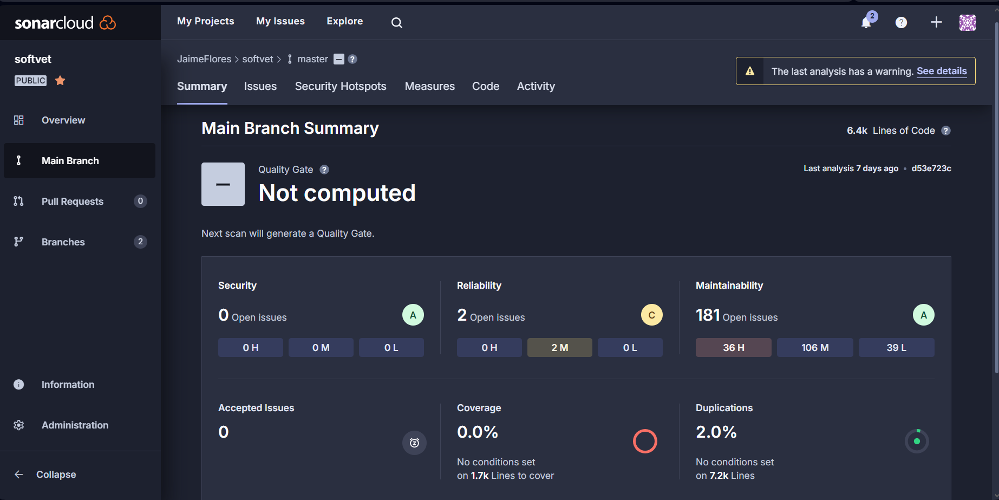 sonarcloud
My Projects
My Issues
Explore
2
?
softvet
PUBLIC
JaimeFlores > softvet > master – ?
The last analysis has a warning. See details
Summary
Issues
Security Hotspots
Measures
Code
Activity
Overview
Main Branch
Pull Requests 0
Branches 2
Information
Administration
Collapse
Main Branch Summary
6.4k Lines of Code ?
Quality Gate ?
Not computed
Last analysis 7 days ago • d53e723c
Next scan will generate a Quality Gate.
Security
0 Open issues
A
0 H
0 M
0 L
Reliability
2 Open issues
C
0 H
2 M
0 L
Maintainability
181 Open issues
A
36 H
106 M
39 L
Accepted Issues
0
Coverage
0.0%
No conditions set
on 1.7k Lines to cover
Duplications
2.0%
No conditions set
on 7.2k Lines